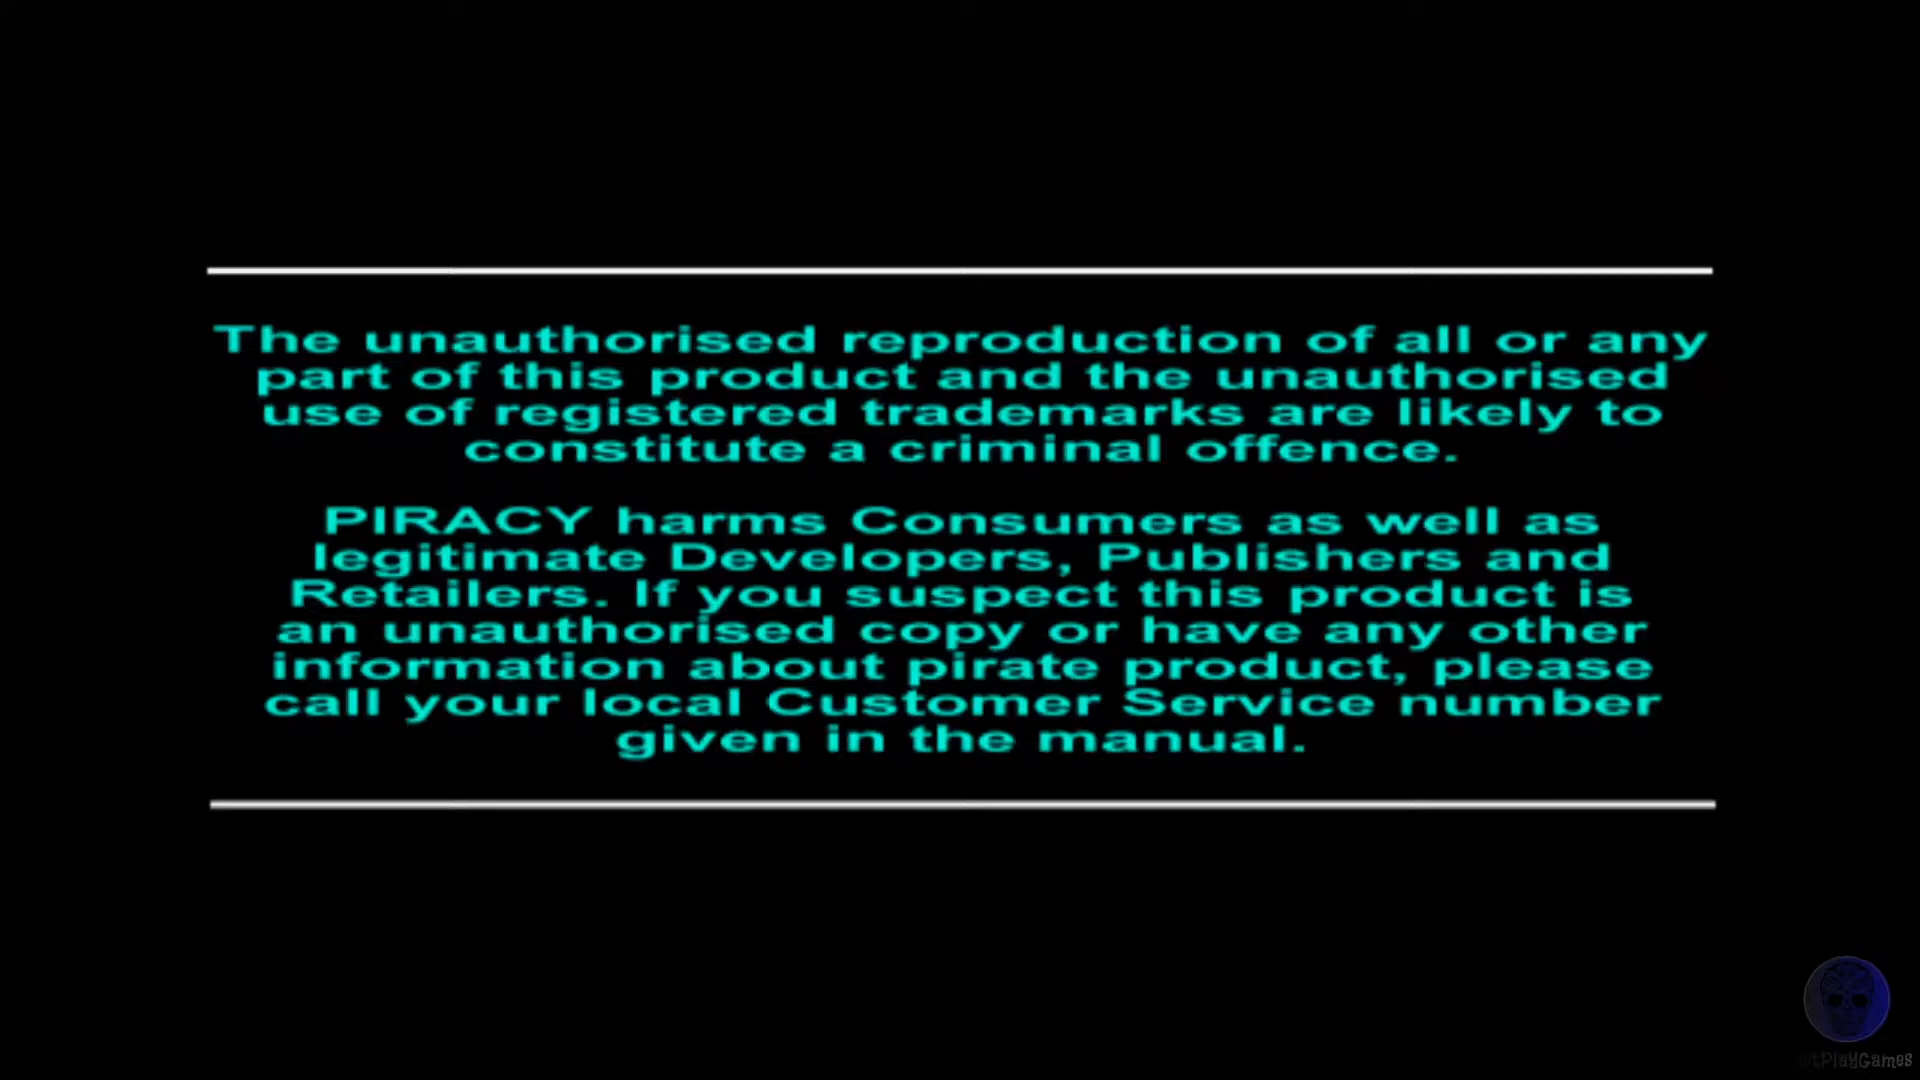 The unauthorised reproduction of all or any
part of this product and the unauthorised
use of registered trademarks are likely to
constitute a criminal offence.
PIRACY harms Consumers as well as
legitimate Developers, Publishers and
Retailers. If you suspect this product is
an unauthorised copy or have any other
information about pirate product, please
call your local Customer Service number
given in the manual.